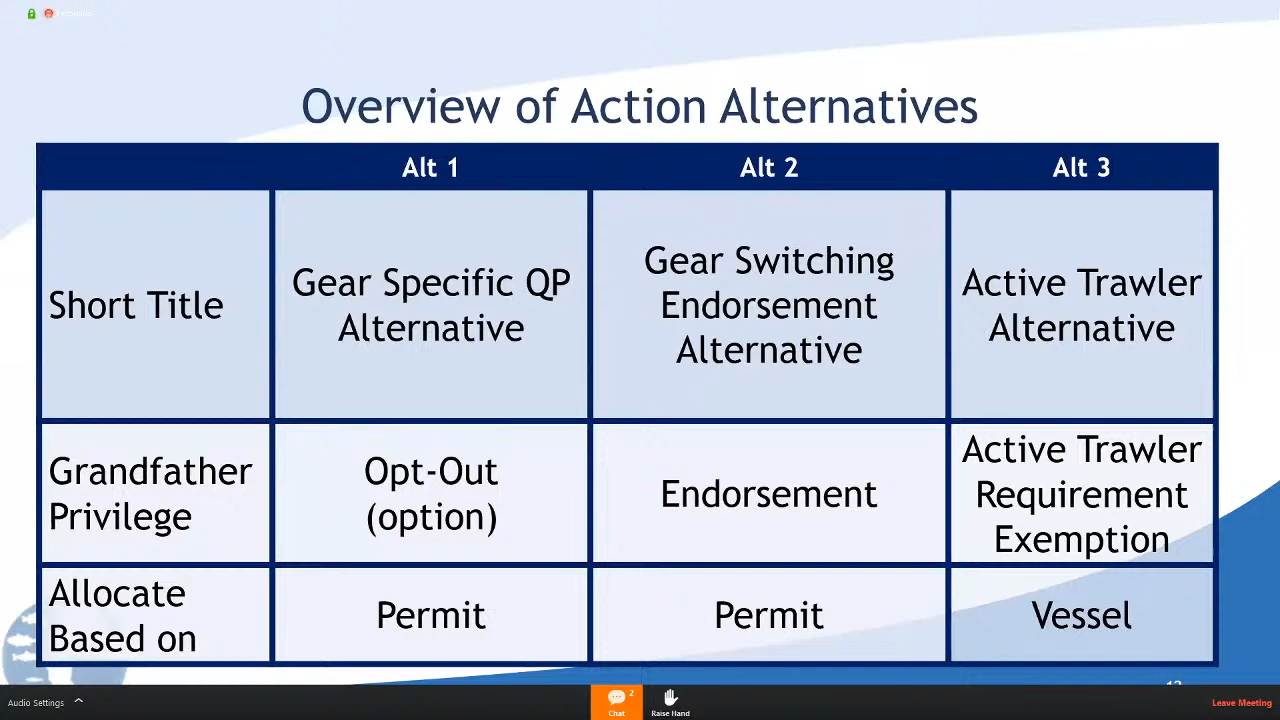 Overview of Action Alternatives
Alt 1
Alt 2
Alt 3
Short Title
Gear Specific QP
Alternative
Gear Switching
Endorsement
Alternative
Active Trawler
Alternative
Grandfather
Privilege
Opt-Out
(option)
Endorsement
Active Trawler
Requirement
Exemption
Allocate
Based on
Permit
Permit
Vessel
Audio Settings
2
Chat
Raise Hand
Leave Meeting